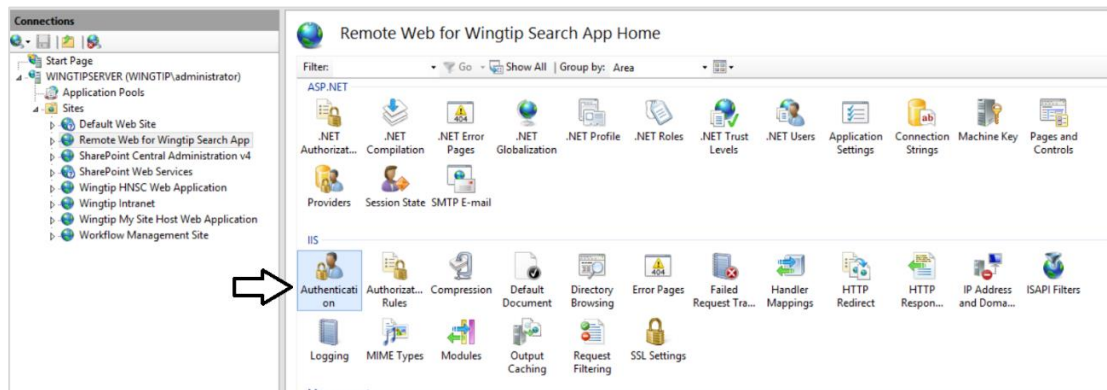 Connections
Start Page
WINGTIPSERVER (WINGTIP\administrator)
Application Pools
Sites
Default Web Site
Remote Web for Wingtip Search App
SharePoint Central Administration v4
SharePoint Web Services
Wingtip HNSC Web Application
Wingtip Intranet
Wingtip My Site Host Web Application
Workflow Management Site
Remote Web for Wingtip Search App Home
Filter: Go Show All Group by: Area
ASP.NET
.NET Authorizat...
.NET Compilation
.NET Error Pages
.NET Globalization
.NET Profile
.NET Roles
.NET Trust Levels
.NET Users
Application Settings
Connection Strings
Machine Key
Pages and Controls
Providers
Session State
SMTP E-mail
IIS
Authenticati
on
Authorizat... Rules
Compression
Default Document
Directory Browsing
Error Pages
Failed Request Tra...
Handler Mappings
HTTP Redirect
HTTP Respon...
IP Address and Doma...
ISAPI Filters
Logging
MIME Types
Modules
Output Caching
Request Filtering
SSL Settings